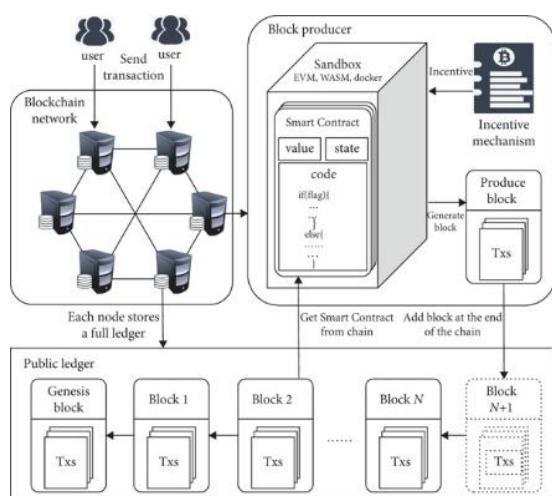 user
Send
transaction
user
Blockchain
network
Each node stores
a full ledger
Block producer
Sandbox
EVM, WASM, docker
Smart Contract
value
state
code
if(flag){
...
...
}
else{
......
...
}
Incentive
Incentive
mechanism
Generate
block
Produce
block
Txs
Get Smart Contract
from chain
Add block at the end
of the chain
Public ledger
Genesis
block
Txs
Block 1
Txs
Block 2
Txs
......
Block N
Txs
Block
N+1
Txs